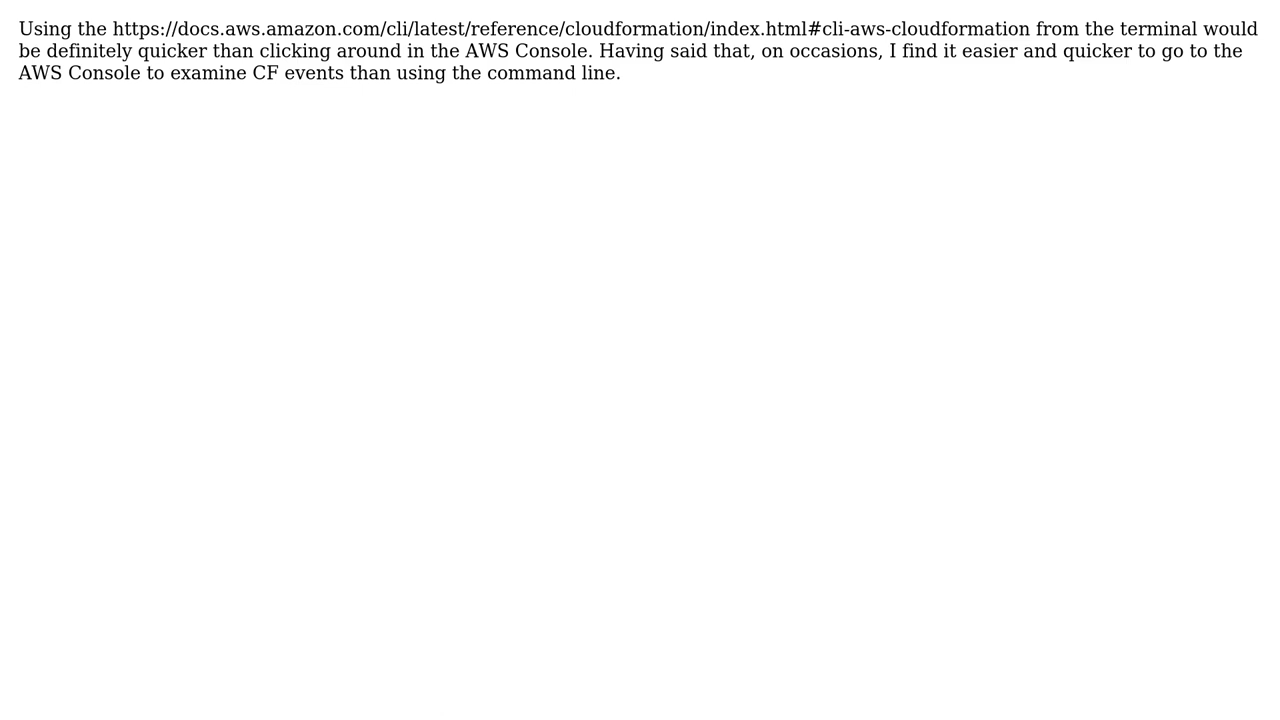 Using the https://docs.aws.amazon.com/cli/latest/reference/cloudformation/index.html#cli-aws-cloudformation from the terminal would
be definitely quicker than clicking around in the AWS Console. Having said that, on occasions, I find it easier and quicker to go to the
AWS Console to examine CF events than using the command line.